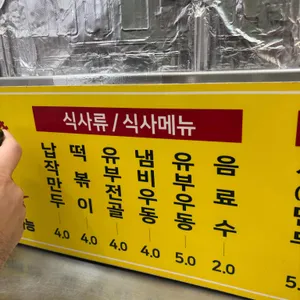 식사류 / 식사메뉴
납작만두 4.0
떡볶이 4.0
유부전골 4.0
냄비우동 4.0
유부우동 5.0
음료수 2.0